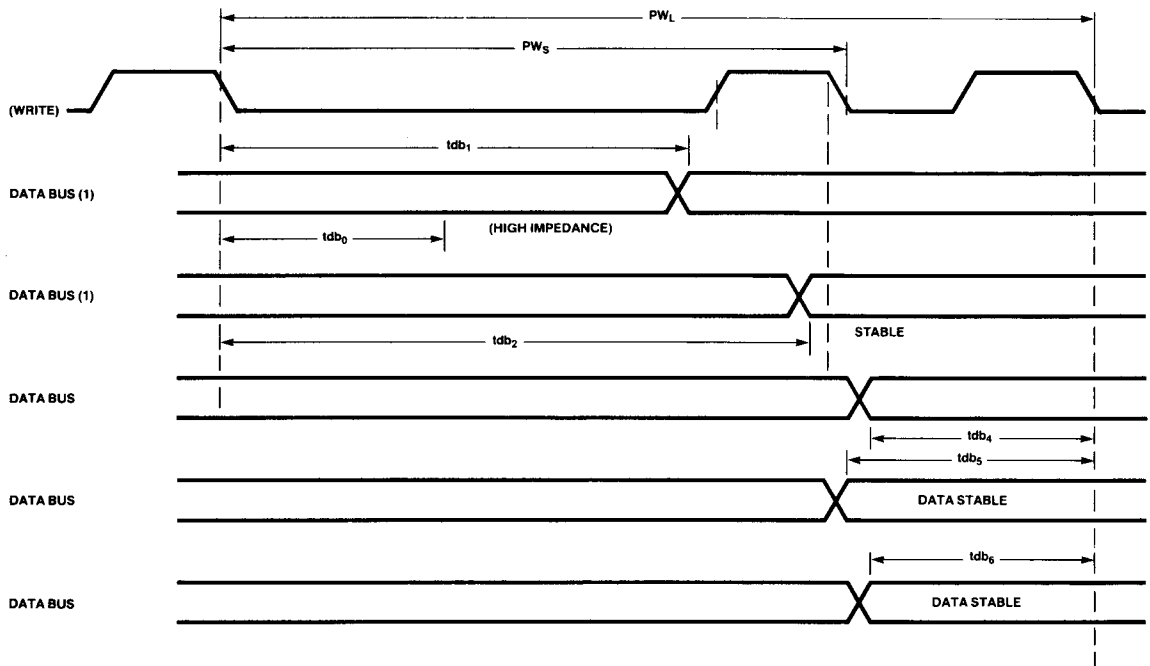 PWL
PWS
(WRITE)
tdb1
DATA BUS (1)
(HIGH IMPEDANCE)
tdb0
DATA BUS (1)
STABLE
tdb2
DATA BUS
tdb4
tdb5
DATA BUS
DATA STABLE
tdb6
DATA BUS
DATA STABLE